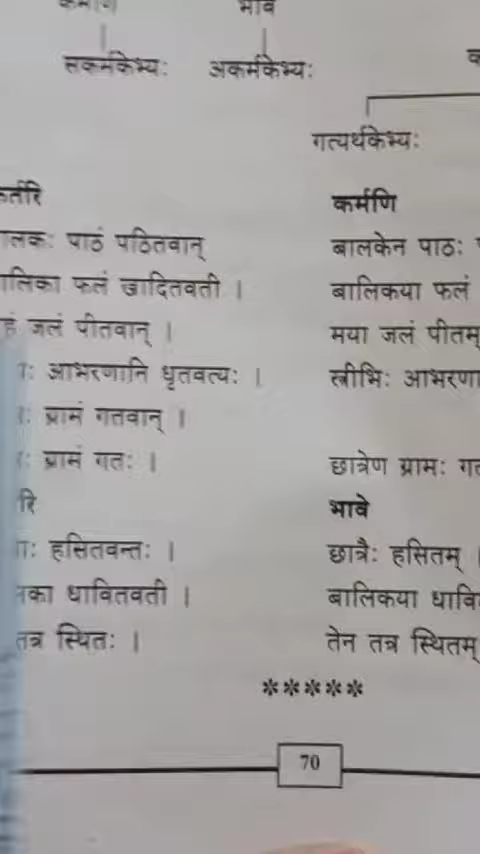 भावे
सकर्मकेभ्यः अकर्मकेभ्यः
गत्यर्थकेभ्यः
कर्मणि
पाठं पठितवान् बालकेन पाठः
फलं खादितवती । बालिकया फलं
जलं पीतवान् । मया जलं पीतम्
आभरणानि धृतवत्यः । स्त्रीभिः
ग्रामं गतवान् ।
ग्रामं गतः । छात्रेण ग्रामः
भावे
हसितवन्तः । छात्रैः हसितम् ।
धावितवती । बालिकया
तत्र स्थितः । तेन तत्र स्थितम्
*****
70